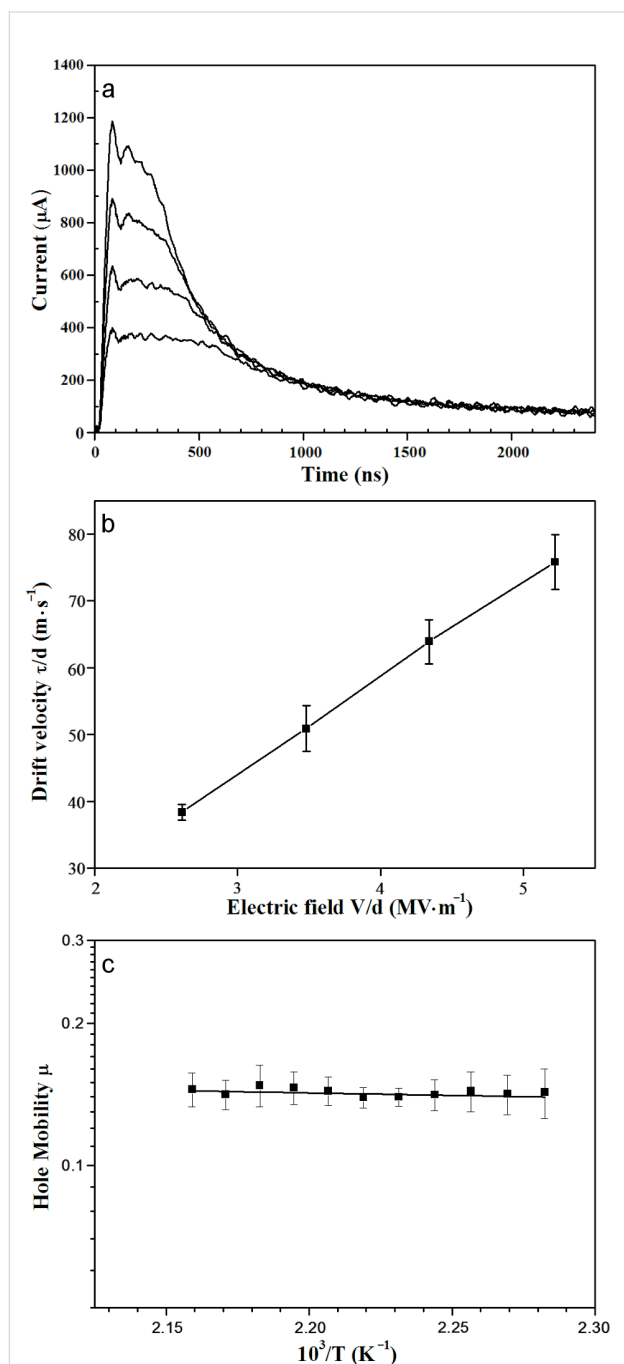 a
1400
1200
1000
800
600
400
200
0
Current (μA)
0 500 1000 1500 2000
Time (ns)
b
80
70
60
50
40
30
Drift velocity τ/d (m·s⁻¹)
2 3 4 5
Electric field V/d (MV·m⁻¹)
c
0.3
0.2
0.1
Hole Mobility μ
2.15 2.20 2.25 2.30
10³/T (K⁻¹)